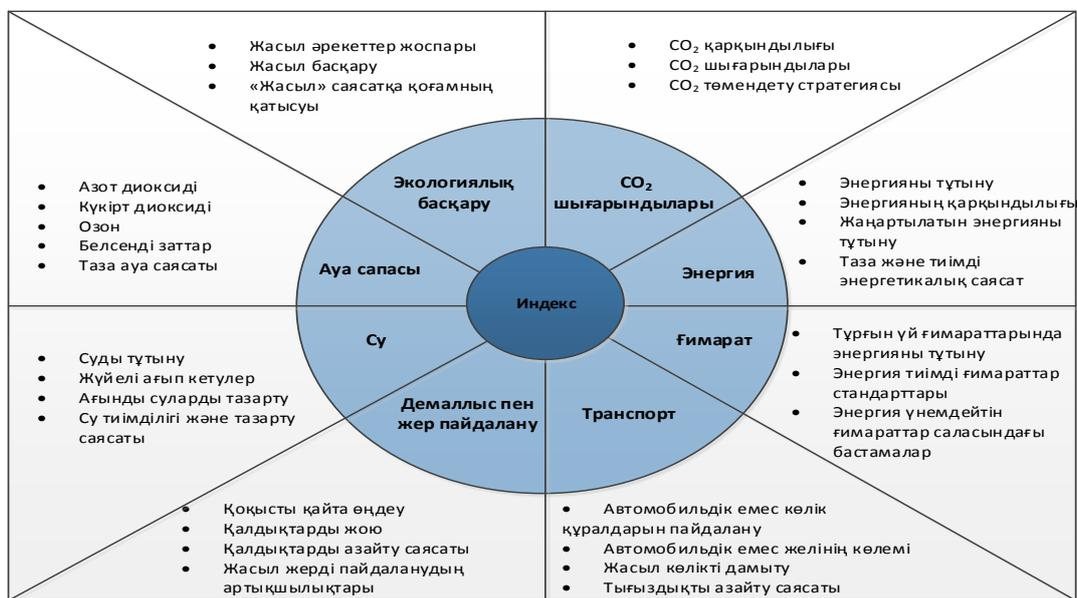 • Жасыл әрекеттер жоспары
• Жасыл басқару
• «Жасыл» саясатқа қоғамның
қатысуы
• CO₂ қарқындылығы
• CO₂ шығарындылары
• CO₂ төмендету стратегиясы
Экологиялық
басқару
CO₂
шығарындылары
• Азот диоксиді
• Күкірт диоксиді
• Озон
• Белсенді заттар
• Таза ауа саясаты
Ауа сапасы
Энергия
• Энергияны тұтыну
• Энергияның қарқындылығы
• Жаңартылатын энергияны
тұтыну
• Таза және тиімді
энергетикалық саясат
Индекс
• Суды тұтыну
• Жүйелі ағып кетулер
• Ағынды суларды тазарту
• Су тиімділігі және тазарту
саясаты
Су
Ғимарат
• Тұрғын үй ғимараттарында
энергияны тұтыну
• Энергия тиімді ғимараттар
стандарттары
• Энергия үнемдейтін
ғимараттар саласындағы
бастамалар
Демаллыс пен
жер пайдалану
Транспорт
• Қоқысты қайта өңдеу
• Қалдықтарды жою
• Қалдықтарды азайту саясаты
• Жасыл жерді пайдаланудың
артықшылықтары
• Автомобильдік емес көлік
құралдарын пайдалану
• Автомобильдік емес желінің көлемі
• Жасыл көлікті дамыту
• Тығыздықты азайту саясаты